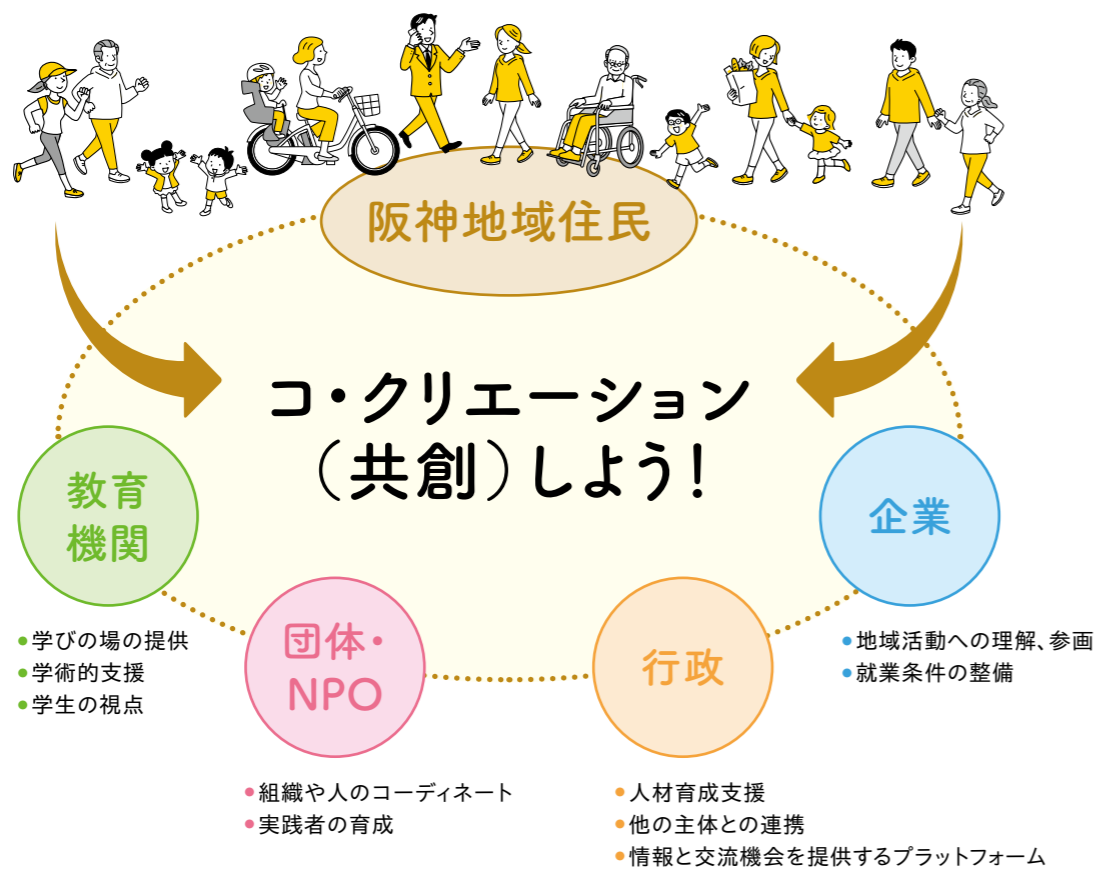 阪神地域住民
コ・クリエーション
（共創）しよう！
教育
機関
•学びの場の提供
•学術的支援
•学生の視点
団体・
NPO
•組織や人のコーディネート
•実践者の育成
行政
•人材育成支援
•他の主体との連携
•情報と交流機会を提供するプラットフォーム
企業
•地域活動への理解、参画
•就業条件の整備